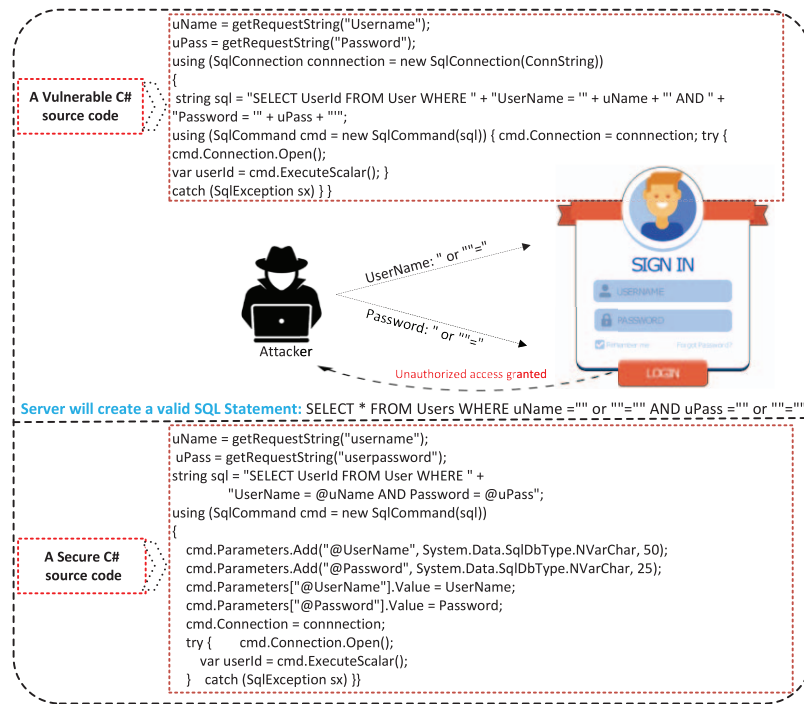 uName = getRequestString("Username");
uPass = getRequestString("Password");
using (SqlConnection connnection = new SqlConnection(ConnString))
{
string sql = "SELECT UserId FROM User WHERE " + "UserName = '" + uName + "' AND " +
"Password = '" + uPass + "'";
using (SqlCommand cmd = new SqlCommand(sql)) { cmd.Connection = connnection; try {
cmd.Connection.Open();
var userId = cmd.ExecuteScalar(); }
catch (SqlException sx) } }
A Vulnerable C#
source code
UserName: " or ""="
Password: " or ""="
Attacker
SIGN IN
USERNAME
PASSWORD
Remember me
Forgot Password?
LOGIN
Unauthorized access granted
Server will create a valid SQL Statement: SELECT * FROM Users WHERE uName ="" or ""="" AND uPass ="" or ""=""
uName = getRequestString("username");
uPass = getRequestString("userpassword");
string sql = "SELECT UserId FROM User WHERE " +
"UserName = @uName AND Password = @uPass";
using (SqlCommand cmd = new SqlCommand(sql))
{
cmd.Parameters.Add("@UserName", System.Data.SqlDbType.NVarChar, 50);
cmd.Parameters.Add("@Password", System.Data.SqlDbType.NVarChar, 25);
cmd.Parameters["@UserName"].Value = UserName;
cmd.Parameters["@Password"].Value = Password;
cmd.Connection = connnection;
try { cmd.Connection.Open();
var userId = cmd.ExecuteScalar();
} catch (SqlException sx) }}
A Secure C#
source code